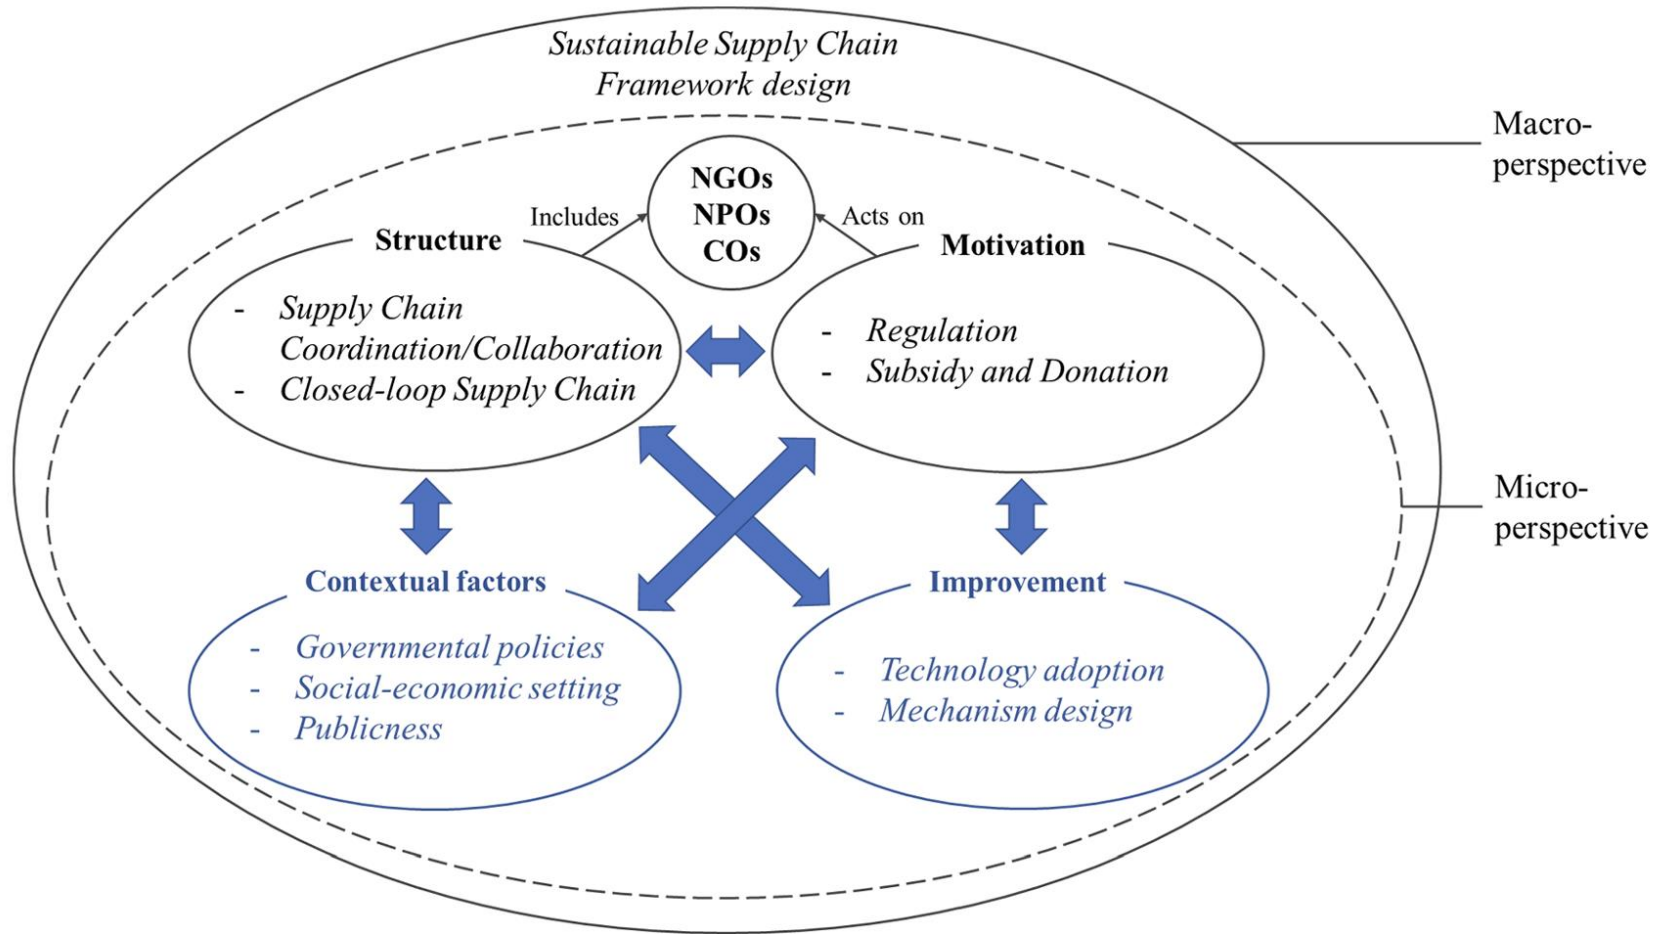 Sustainable Supply Chain
Framework design
Macro-
perspective
NGOs
NPOs
COs
Includes
Acts on
Structure
Motivation
- Supply Chain
Coordination/Collaboration
- Closed-loop Supply Chain
- Regulation
- Subsidy and Donation
Micro-
perspective
Contextual factors
Improvement
- Governmental policies
- Social-economic setting
- Publicness
- Technology adoption
- Mechanism design